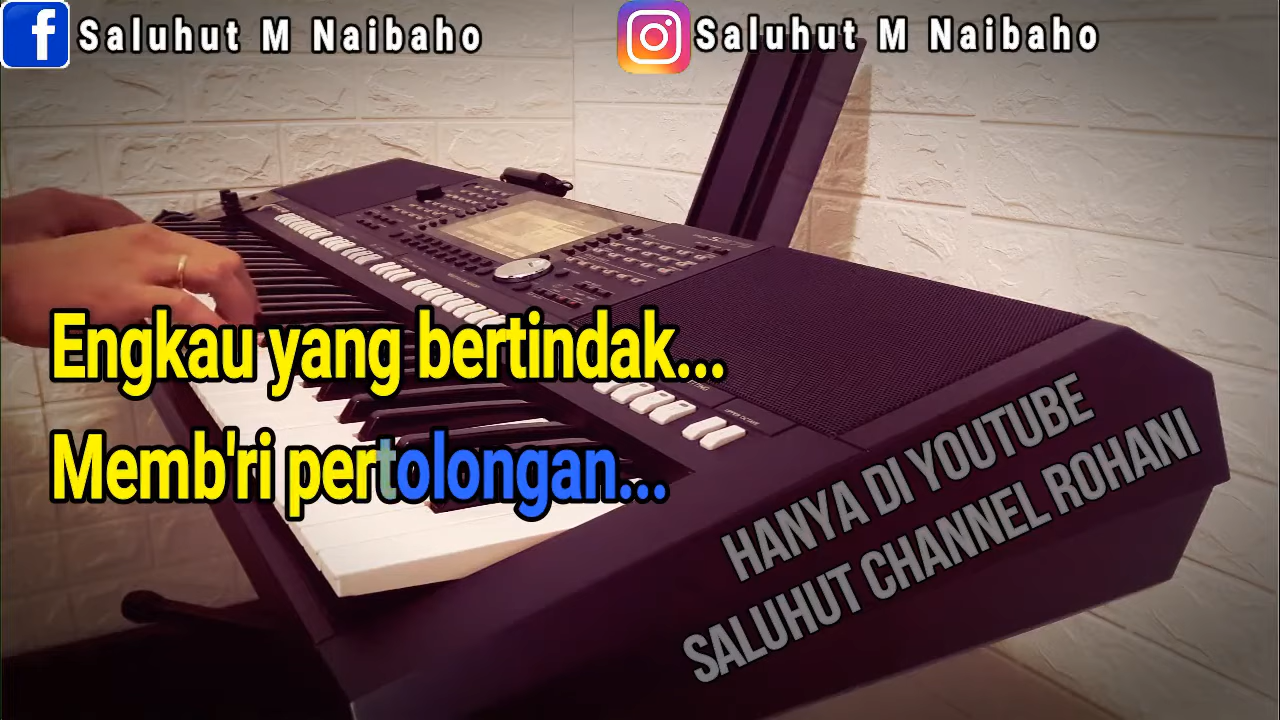 Saluhut M Naibaho
Saluhut M Naibaho
Engkau yang bertindak...
Memb'ri pertolongan...
HANYA DI YOUTUBE
SALUHUT CHANNEL ROHANI